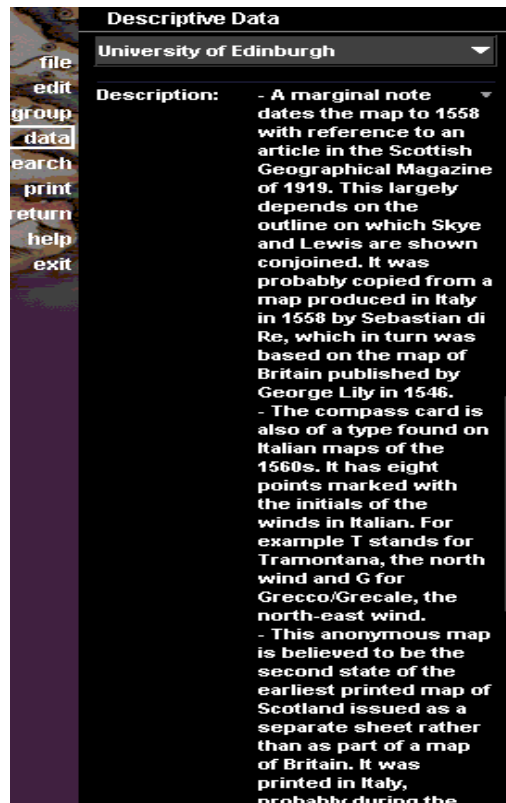 Descriptive Data
University of Edinburgh
file
edit
group
data
earch
print
return
help
exit
Description:
- A marginal note
dates the map to 1558
with reference to an
article in the Scottish
Geographical Magazine
of 1919. This largely
depends on the
outline on which Skye
and Lewis are shown
conjoined. It was
probably copied from a
map produced in Italy
in 1558 by Sebastian di
Re, which in turn was
based on the map of
Britain published by
George Lily in 1546.
- The compass card is
also of a type found on
Italian maps of the
1560s. It has eight
points marked with
the initials of the
winds in Italian. For
example T stands for
Tramontana, the north
wind and G for
Grecco/Grecale, the
north-east wind.
- This anonymous map
is believed to be the
second state of the
earliest printed map of
Scotland issued as a
separate sheet rather
than as part of a map
of Britain. It was
printed in Italy,
probably during the